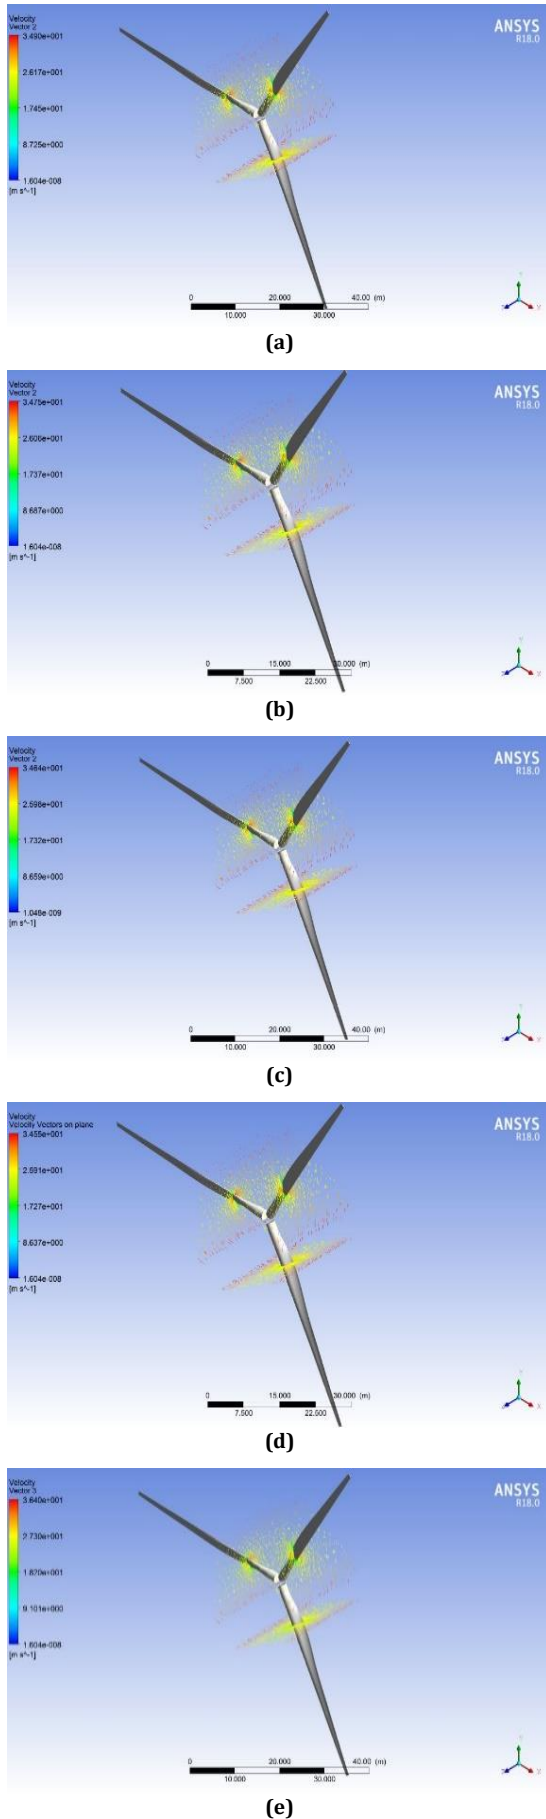 Velocity
Vector 2
3.490e+001
2.617e+001
1.745e+001
8.725e+000
1.604e-008
[m s^-1]
ANSYS
R18.0
0 20.000 40.00 (m)
10.000 30.000
(a)
Velocity
Vector 2
3.475e+001
2.606e+001
1.737e+001
8.687e+000
1.604e-008
[m s^-1]
ANSYS
R18.0
0 15.000 30.000 (m)
7.500 22.500
(b)
Velocity
Vector 2
3.464e+001
2.598e+001
1.732e+001
8.659e+000
1.048e-009
[m s^-1]
ANSYS
R18.0
0 20.000 40.00 (m)
10.000 30.000
(c)
Velocity
Velocity Vectors on plane
3.455e+001
2.591e+001
1.727e+001
8.637e+000
1.604e-008
[m s^-1]
ANSYS
R18.0
0 15.000 30.000 (m)
7.500 22.500
(d)
Velocity
Vector 3
3.640e+001
2.730e+001
1.820e+001
9.101e+000
1.604e-008
[m s^-1]
ANSYS
R18.0
0 20.000 40.00 (m)
10.000 30.000
(e)